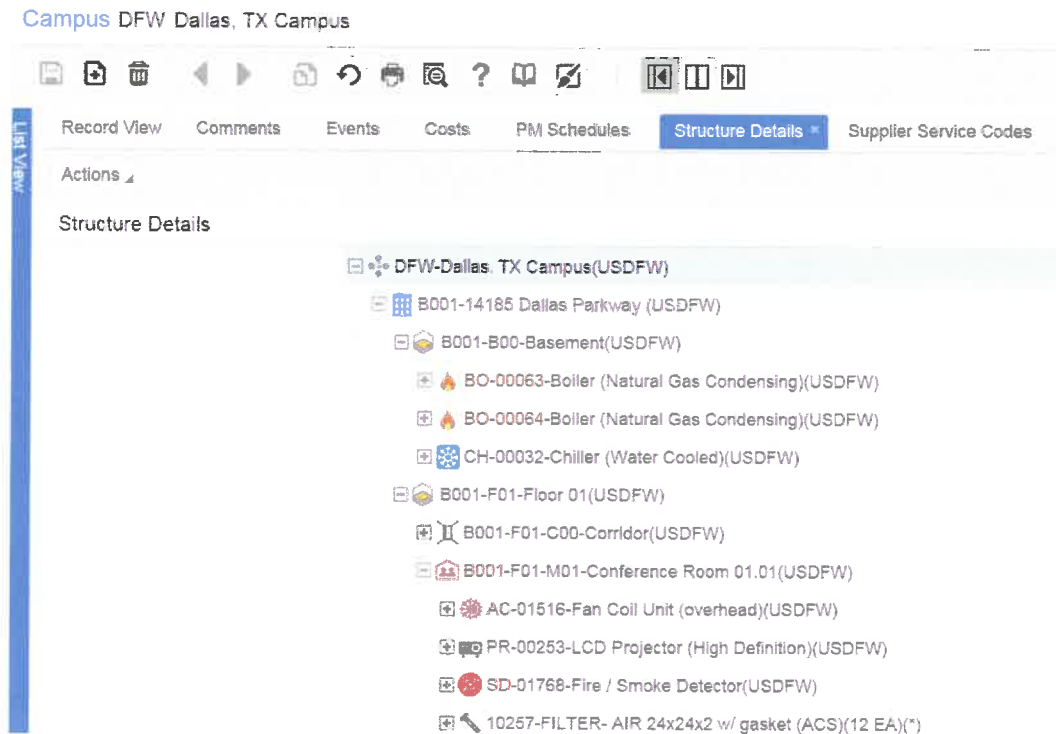 Campus DFW Dallas, TX Campus
List View
Record View Comments Events Costs PM Schedules Structure Details Supplier Service Codes
Actions
Structure Details
DFW-Dallas, TX Campus(USDFW)
B001-14185 Dallas Parkway (USDFW)
B001-B00-Basement(USDFW)
BO-00063-Boiler (Natural Gas Condensing)(USDFW)
BO-00064-Boiler (Natural Gas Condensing)(USDFW)
CH-00032-Chiller (Water Cooled)(USDFW)
B001-F01-Floor 01(USDFW)
B001-F01-C00-Corridor(USDFW)
B001-F01-M01-Conference Room 01.01(USDFW)
AC-01516-Fan Coil Unit (overhead)(USDFW)
PR-00253-LCD Projector (High Definition)(USDFW)
SD-01768-Fire / Smoke Detector(USDFW)
10257-FILTER- AIR 24x24x2 w/ gasket (ACS)(12 EA)(*)